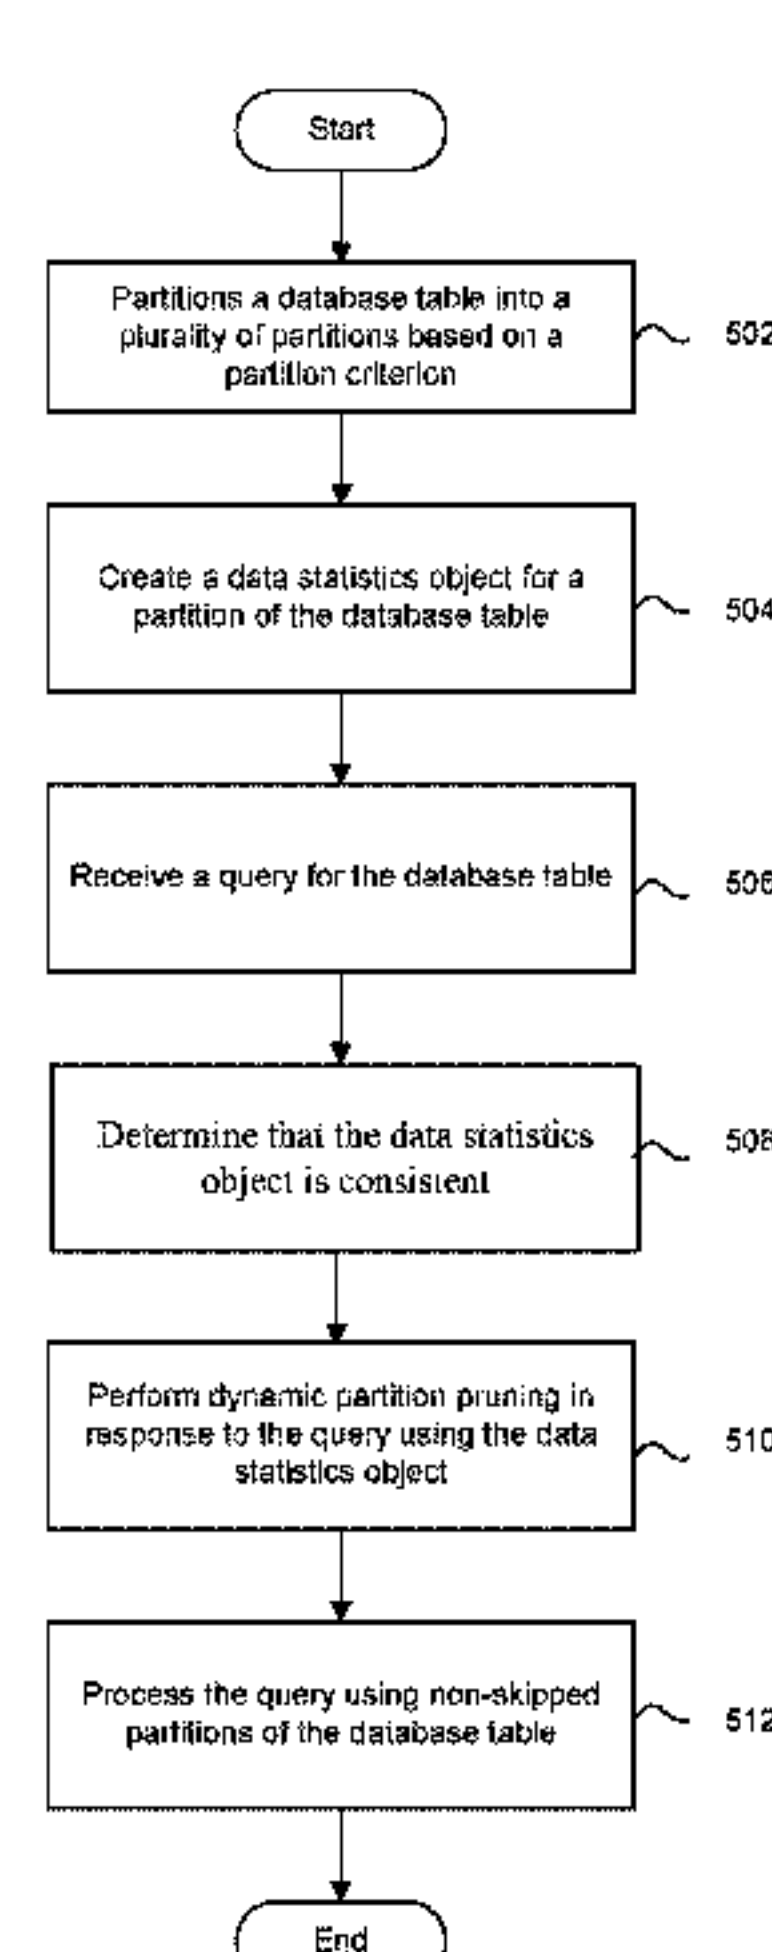 Start
Partitions a database table into a
plurality of partitions based on a
partition criterion
502
Create a data statistics object for a
partition of the database table
504
Receive a query for the database table
506
Determine that the data statistics
object is consistent
508
Perform dynamic partition pruning in
response to the query using the data
statistics object
510
Process the query using non-skipped
partitions of the database table
512
End